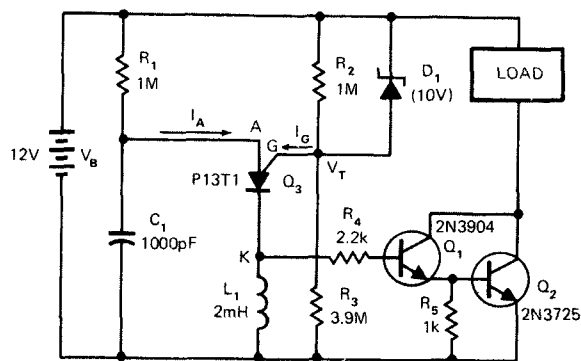 R1
1M
R2
1M
D1
(10V)
LOAD
IA
A
IG
G
VT
12V
VB
P13T1
Q3
C1
1000pF
R4
2.2k
2N3904
Q1
K
L1
2mH
R3
3.9M
R5
1k
Q2
2N3725